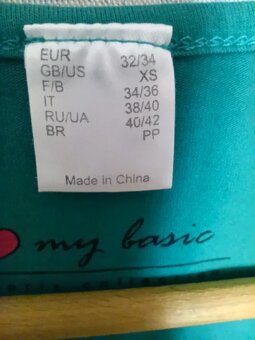 EUR 32/34
GB/US XS
F/B 34/36
IT 38/40
RU/UA 40/42
BR PP
Made in China
my basic